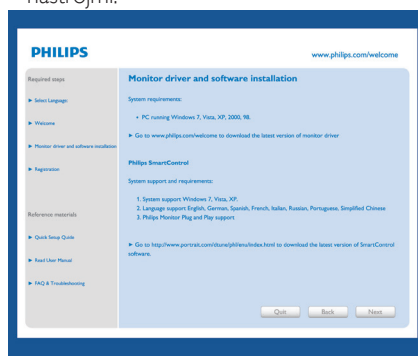 nástrojmi.
PHILIPS
www.philips.com/welcome
Required steps
► Select Language
► Welcome
► Monitor driver and software installation
► Registration
Reference materials
► Quick Setup Quide
► Read User Manual
► FAQ & Troubleshooting
Monitor driver and software installation
System requirements:
• PC running Windows 7, Vista, XP, 2000, 98.
► Go to www.philips.com/welcome to download the latest version of monitor driver
Philips SmartControl
System support and requirements:
1. System support Windows 7, Vista, XP.
2. Language support English, German, Spanish, French, Italian, Russian, Portuguese, Simplified Chinese
3. Philips Monitor Plug and Play support
► Go to http://www.portrait.com/dtune/phl/enu/index.html to download the latest version of SmartControl
software.
Quit Back Next